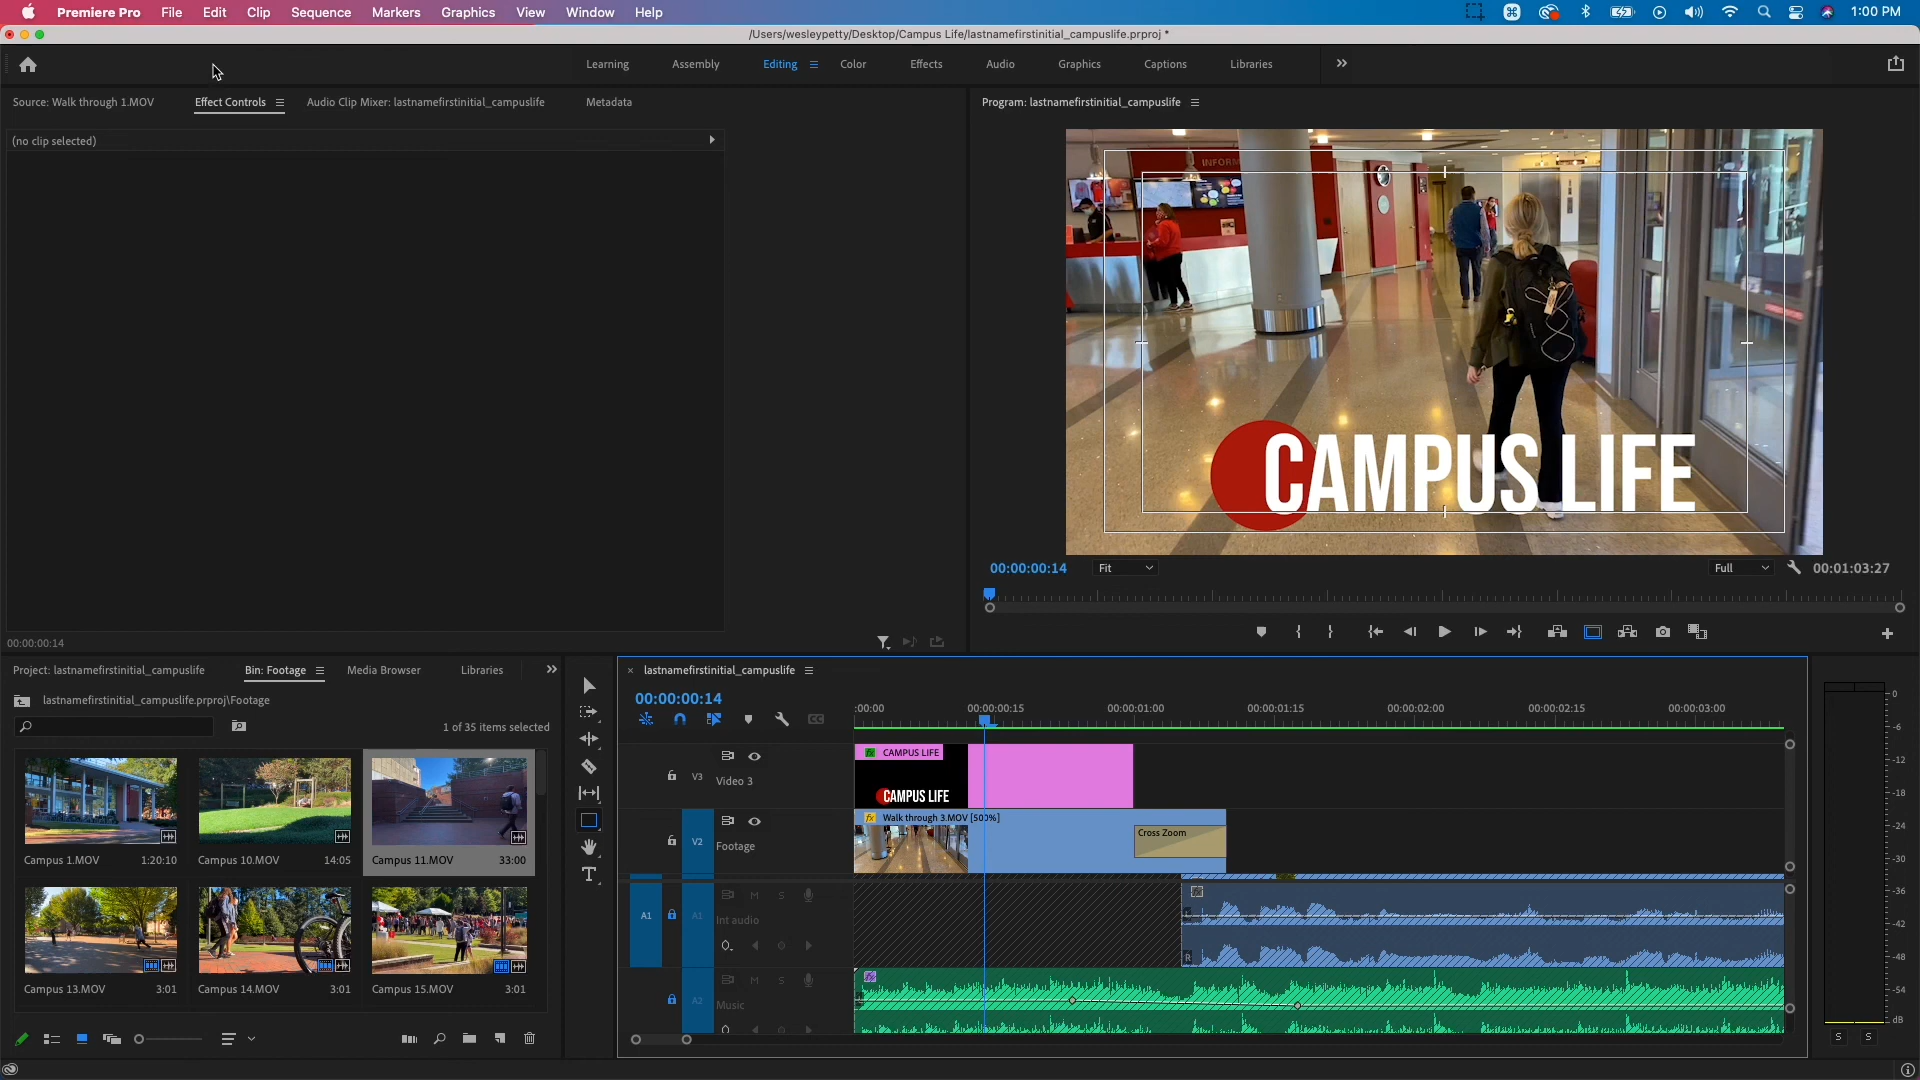 Premiere Pro File Edit Clip Sequence Markers Graphics View Window Help 1:00 PM
/Users/wesleypetty/Desktop/Campus Life/lastnamefirstinitial_campuslife.prproj *
Learning Assembly Editing Color Effects Audio Graphics Captions Libraries
Source: Walk through 1.MOV Effect Controls Audio Clip Mixer: lastnamefirstinitial_campuslife Metadata
(no clip selected)
00:00:00:14
Program: lastnamefirstinitial_campuslife
INFORM
CAMPUS LIFE
00:00:00:14 Fit Full 00:01:03:27
Project: lastnamefirstinitial_campuslife Bin: Footage Media Browser Libraries
lastnamefirstinitial_campuslife.prproj\Footage
1 of 35 items selected
Campus 1.MOV 1:20:10
Campus 10.MOV 14:05
Campus 11.MOV 33:00
Campus 13.MOV 3:01
Campus 14.MOV 3:01
Campus 15.MOV 3:01
× lastnamefirstinitial_campuslife
00:00:00:14
:00:00 00:00:00:15 00:00:01:00 00:00:01:15 00:00:02:00 00:00:02:15 00:00:03:00
V3 Video 3
fx CAMPUS LIFE
CAMPUS LIFE
V2 Footage
fx Walk through 3.MOV [500%]
Cross Zoom
A1 A1 M S
Int audio
fx
R
A2 M S
Music
fx
0
-6
-12
-18
-24
-30
-36
-42
-48
-54
dB
S S